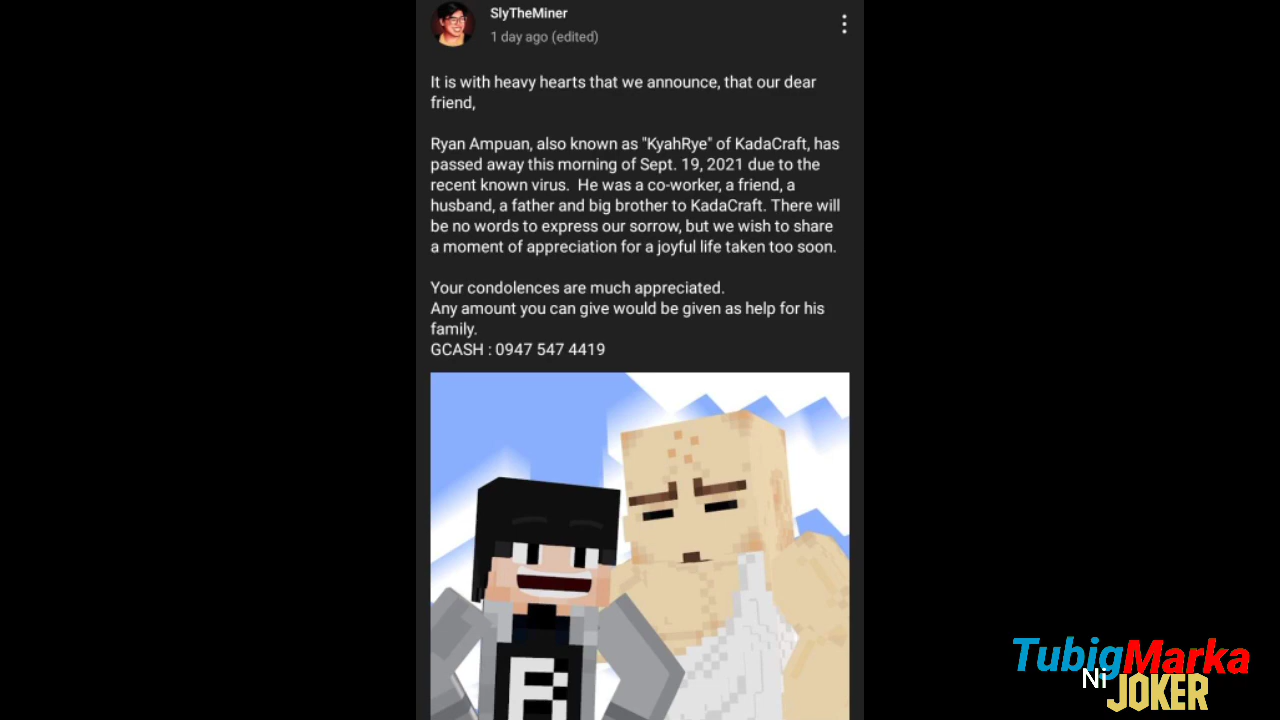 SlyTheMiner
1 day ago (edited)
It is with heavy hearts that we announce, that our dear
friend,
Ryan Ampuan, also known as "KyahRye" of KadaCraft, has
passed away this morning of Sept. 19, 2021 due to the
recent known virus.  He was a co-worker, a friend, a
husband, a father and big brother to KadaCraft. There will
be no words to express our sorrow, but we wish to share
a moment of appreciation for a joyful life taken too soon.
Your condolences are much appreciated.
Any amount you can give would be given as help for his
family.
GCASH : 0947 547 4419
B
TubigMarka
Ni
JOKER